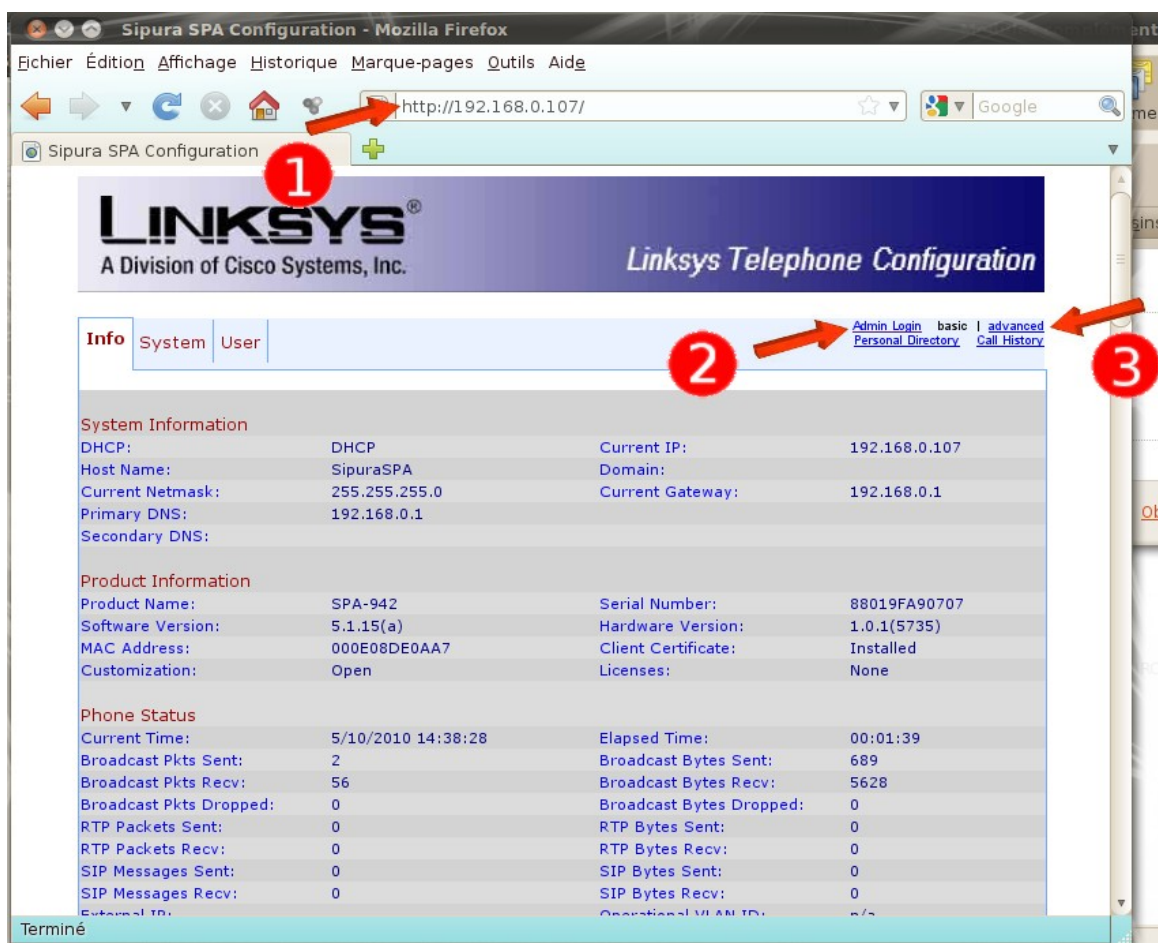 Sipura SPA Configuration - Mozilla Firefox
Fichier Édition Affichage Historique Marque-pages Outils Aide
http://192.168.0.107/ Google
Sipura SPA Configuration
1
LINKSYS®
A Division of Cisco Systems, Inc.
Linksys Telephone Configuration
Info System User
Admin Login basic | advanced
Personal Directory Call History
2
3
System Information
DHCP: DHCP Current IP: 192.168.0.107
Host Name: SipuraSPA Domain:
Current Netmask: 255.255.255.0 Current Gateway: 192.168.0.1
Primary DNS: 192.168.0.1
Secondary DNS:
Product Information
Product Name: SPA-942 Serial Number: 88019FA90707
Software Version: 5.1.15(a) Hardware Version: 1.0.1(5735)
MAC Address: 000E08DE0AA7 Client Certificate: Installed
Customization: Open Licenses: None
Phone Status
Current Time: 5/10/2010 14:38:28 Elapsed Time: 00:01:39
Broadcast Pkts Sent: 2 Broadcast Bytes Sent: 689
Broadcast Pkts Recv: 56 Broadcast Bytes Recv: 5628
Broadcast Pkts Dropped: 0 Broadcast Bytes Dropped: 0
RTP Packets Sent: 0 RTP Bytes Sent: 0
RTP Packets Recv: 0 RTP Bytes Recv: 0
SIP Messages Sent: 0 SIP Bytes Sent: 0
SIP Messages Recv: 0 SIP Bytes Recv: 0
External IP: Operational VLAN ID: n/a
Terminé